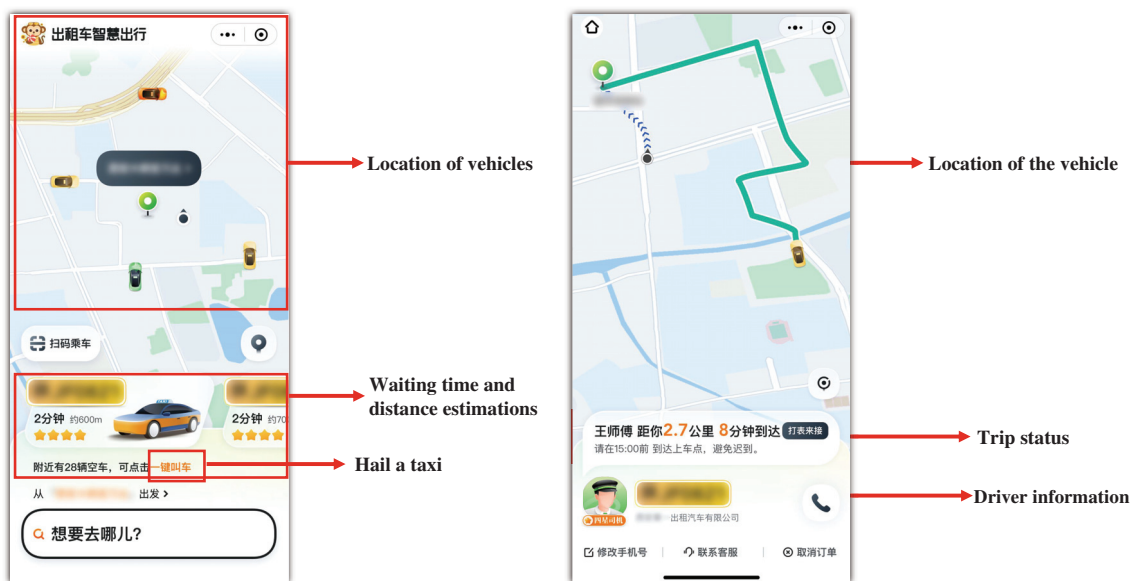 出租车智慧出行
Location of vehicles
扫码乘车
2分钟 约600m
2分钟 约70
Waiting time and
distance estimations
附近有28辆空车，可点击一键叫车
Hail a taxi
从
出发 >
想要去哪儿?
Location of the vehicle
王师傅 距你2.7公里 8分钟到达 打表来接
请在15:00前 到达上车点，避免迟到。
Trip status
四星司机
出租汽车有限公司
Driver information
修改手机号
联系客服
取消订单